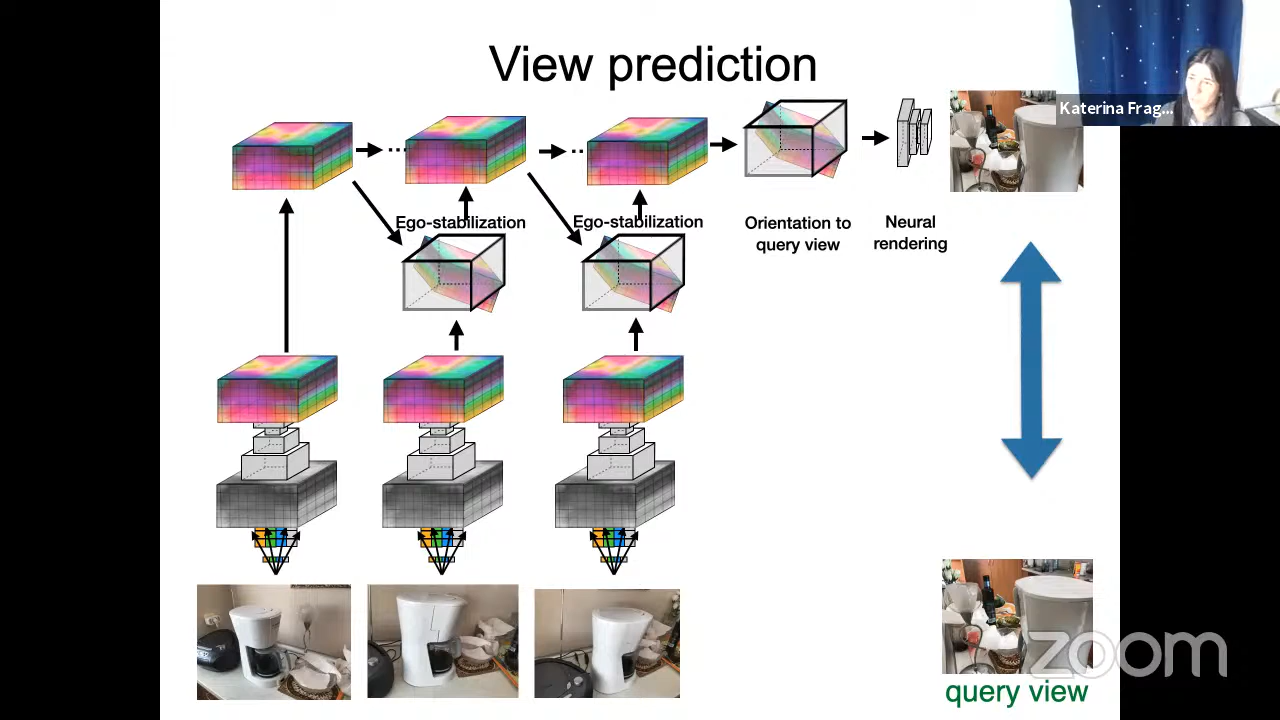 View prediction
Katerina Frag...
Ego-stabilization
Ego-stabilization
Orientation to
query view
Neural
rendering
zoom
query view